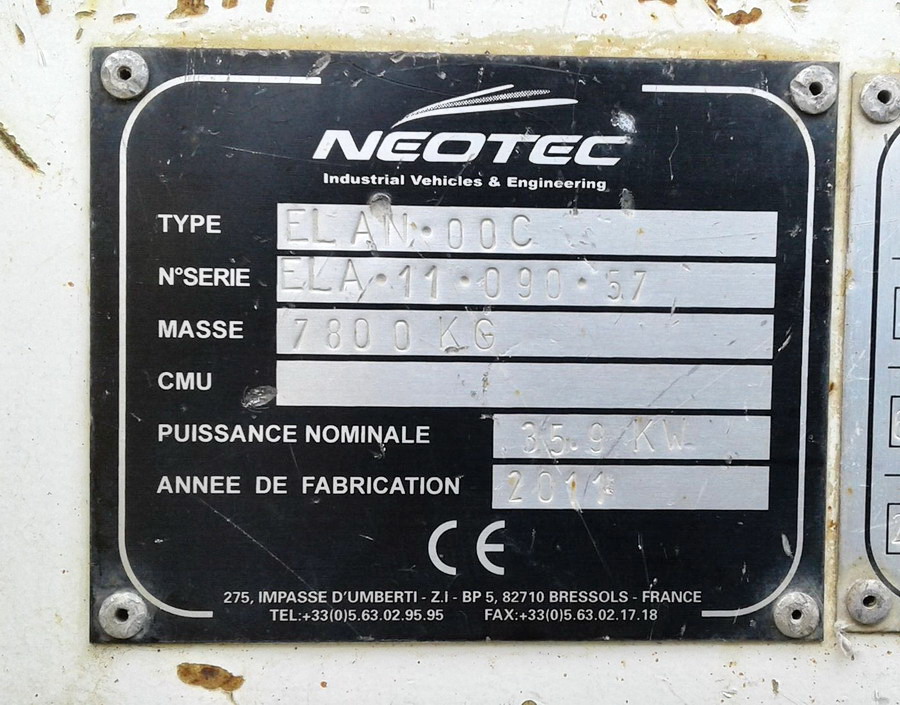 NEOTEC
Industrial Vehicles & Engineering
TYPE ELAN•00C
N°SERIE ELA•11•090•57
MASSE 7800 KG
CMU
PUISSANCE NOMINALE 35.9 KW
ANNEE DE FABRICATION 2011
CE
275, IMPASSE D'UMBERTI - Z.I - BP 5, 82710 BRESSOLS - FRANCE
TEL:+33(0)5.63.02.95.95 FAX:+33(0)5.63.02.17.18